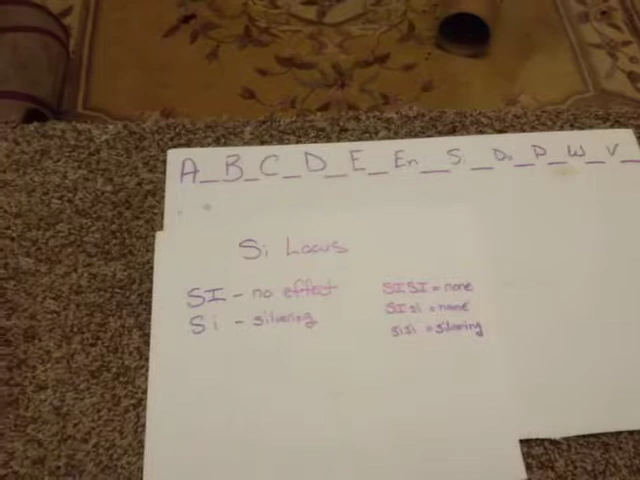 A_B_C_D_E_En_Si_Du_P_W_V_
Si Locus
SI - no effect
Si - silvering
SISI = none
SIsi = none
sisi = silvering